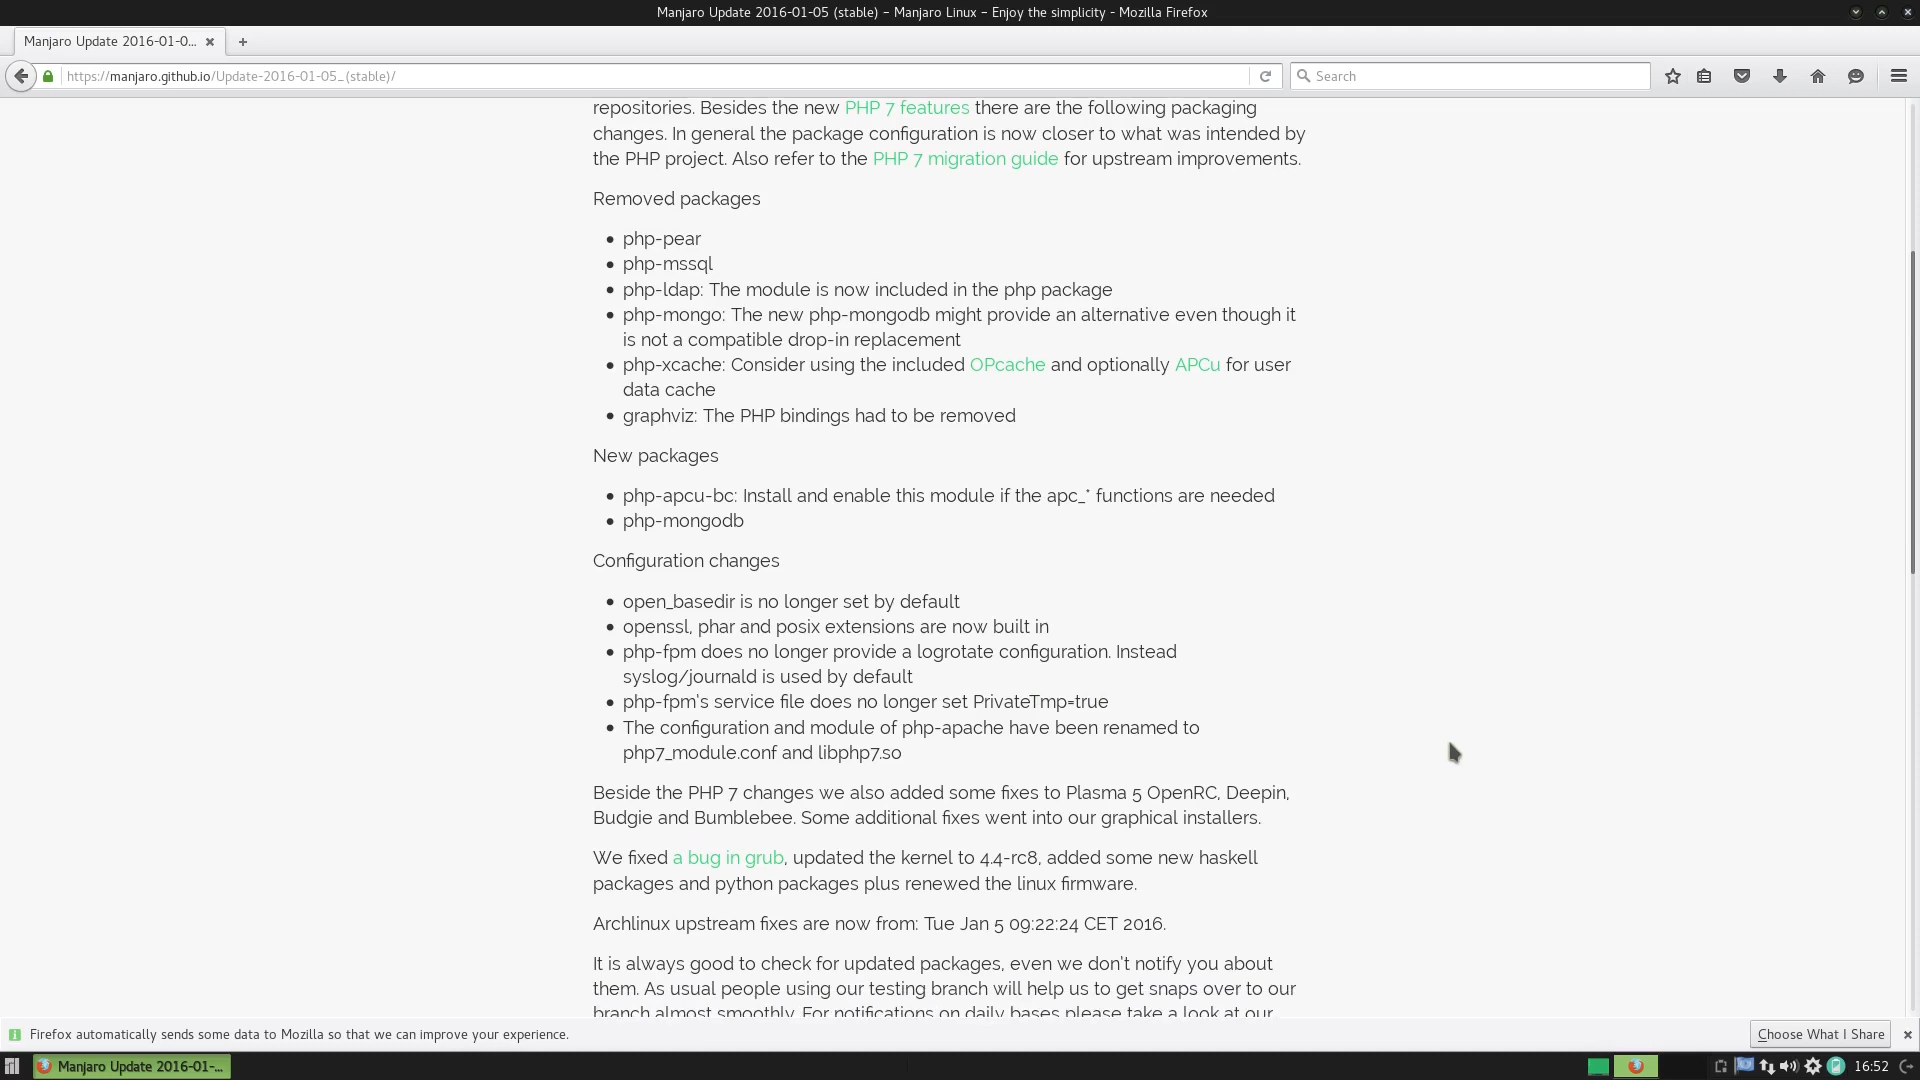 Manjaro Update 2016-01-05 (stable) – Manjaro Linux – Enjoy the simplicity - Mozilla Firefox
Manjaro Update 2016-01-0...
https://manjaro.github.io/Update-2016-01-05_(stable)/
Search
repositories. Besides the new PHP 7 features there are the following packaging
changes. In general the package configuration is now closer to what was intended by
the PHP project. Also refer to the PHP 7 migration guide for upstream improvements.
Removed packages
• php-pear
• php-mssql
• php-ldap: The module is now included in the php package
• php-mongo: The new php-mongodb might provide an alternative even though it
is not a compatible drop-in replacement
• php-xcache: Consider using the included OPcache and optionally APCu for user
data cache
• graphviz: The PHP bindings had to be removed
New packages
• php-apcu-bc: Install and enable this module if the apc_* functions are needed
• php-mongodb
Configuration changes
• open_basedir is no longer set by default
• openssl, phar and posix extensions are now built in
• php-fpm does no longer provide a logrotate configuration. Instead
syslog/journald is used by default
• php-fpm's service file does no longer set PrivateTmp=true
• The configuration and module of php-apache have been renamed to
php7_module.conf and libphp7.so
Beside the PHP 7 changes we also added some fixes to Plasma 5 OpenRC, Deepin,
Budgie and Bumblebee. Some additional fixes went into our graphical installers.
We fixed a bug in grub, updated the kernel to 4.4-rc8, added some new haskell
packages and python packages plus renewed the linux firmware.
Archlinux upstream fixes are now from: Tue Jan 5 09:22:24 CET 2016.
It is always good to check for updated packages, even we don't notify you about
them. As usual people using our testing branch will help us to get snaps over to our
branch almost smoothly. For notifications on daily bases please take a look at our
Firefox automatically sends some data to Mozilla so that we can improve your experience.
Choose What I Share
Manjaro Update 2016-01-...
16:52